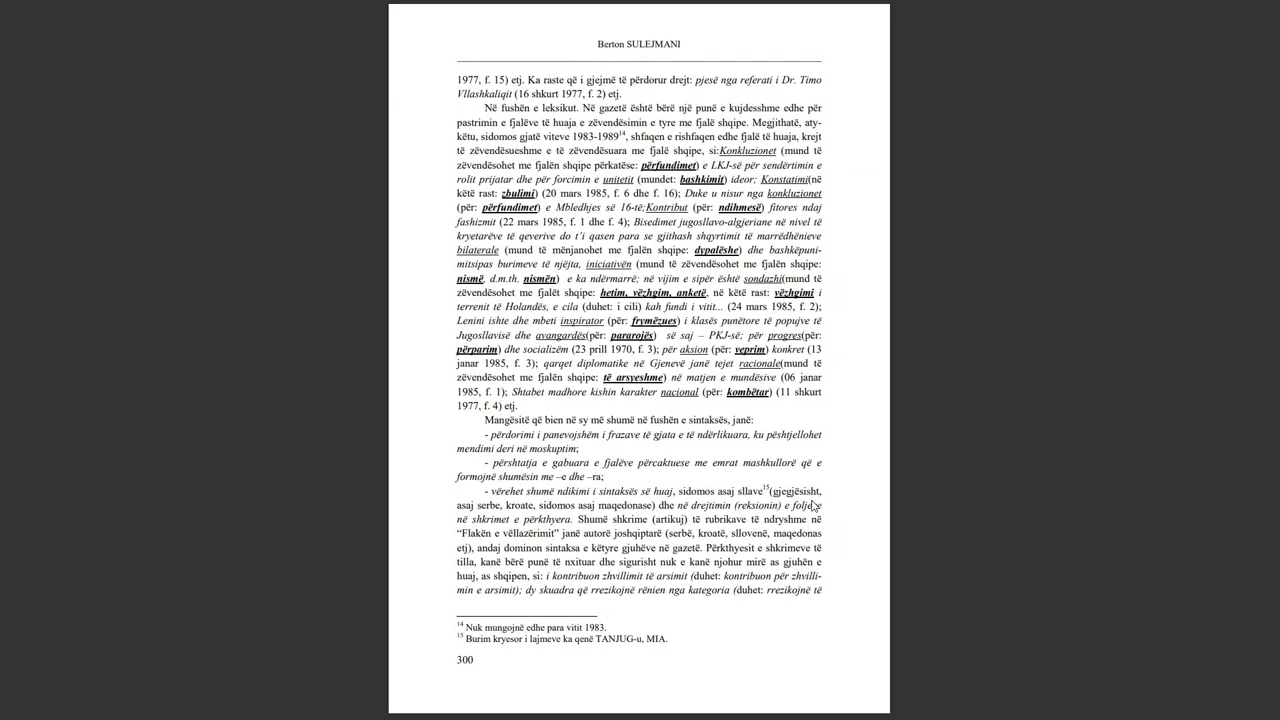 Berton SULEJMANI
1977, f. 15) etj. Ka raste që i gjejmë të përdorur drejt: pjesë nga referati i Dr. Timo
Vllashkaliqit (16 shkurt 1977, f. 2) etj.
Në fushën e leksikut. Në gazetë është bërë një punë e kujdesshme edhe për
pastrimin e fjalëve të huaja e zëvendësimin e tyre me fjalë shqipe. Megjithatë, aty-
këtu, sidomos gjatë viteve 1983-198914, shfaqen e rishfaqen edhe fjalë të huaja, krejt
të zëvendësueshme e të zëvendësuara me fjalë shqipe, si:Konkluzionet (mund të
zëvendësohet me fjalën shqipe përkatëse: përfundimet) e LKJ-së për sendërtimin e
rolit prijatar dhe për forcimin e unitetit (mundet: bashkimit) ideor; Konstatimi(në
këtë rast: zbulimi) (20 mars 1985, f. 6 dhe f. 16); Duke u nisur nga konkluzionet
(për: përfundimet) e Mbledhjes së 16-të;Kontribut (për: ndihmesë) fitores ndaj
fashizmit (22 mars 1985, f. 1 dhe f. 4); Bisedimet jugosllavo-algjeriane në nivel të
kryetarëve të qeverive do t’i qasen para se gjithash shqyrtimit të marrëdhënieve
bilaterale (mund të mënjanohet me fjalën shqipe: dypalëshe) dhe bashkëpuni-
mitsipas burimeve të njëjta, iniciativën (mund të zëvendësohet me fjalën shqipe:
nismë, d.m.th. nismën) e ka ndërmarrë; në vijim e sipër është sondazhi(mund të
zëvendësohet me fjalët shqipe: hetim, vëzhgim, anketë, në këtë rast: vëzhgimi i
terrenit të Holandës, e cila (duhet: i cili) kah fundi i vitit... (24 mars 1985, f. 2);
Lenini ishte dhe mbeti inspirator (për: frymëzues) i klasës punëtore të popujve të
Jugosllavisë dhe avangardës(për: pararojës) së saj – PKJ-së; për progres(për:
përparim) dhe socializëm (23 prill 1970, f. 3); për aksion (për: veprim) konkret (13
janar 1985, f. 3); qarqet diplomatike në Gjenevë janë tejet racionale(mund të
zëvendësohet me fjalën shqipe: të arsyeshme) në matjen e mundësive (06 janar
1985, f. 1); Shtabet madhore kishin karakter nacional (për: kombëtar) (11 shkurt
1977, f. 4) etj.
Mangësitë që bien në sy më shumë në fushën e sintaksës, janë:
- përdorimi i panevojshëm i frazave të gjata e të ndërlikuara, ku pështjellohet
mendimi deri në moskuptim;
- përshtatja e gabuara e fjalëve përcaktuese me emrat mashkullorë që e
formojnë shumësin me –e dhe –ra;
- vërehet shumë ndikimi i sintaksës së huaj, sidomos asaj sllave15(gjegjësisht,
asaj serbe, kroate, sidomos asaj maqedonase) dhe në drejtimin (reksionin) e foljeve
në shkrimet e përkthyera. Shumë shkrime (artikuj) të rubrikave të ndryshme në
“Flakën e vëllazërimit” janë autorë joshqiptarë (serbë, kroatë, sllovenë, maqedonas
etj), andaj dominon sintaksa e këtyre gjuhëve në gazetë. Përkthyesit e shkrimeve të
tilla, kanë bërë punë të nxituar dhe sigurisht nuk e kanë njohur mirë as gjuhën e
huaj, as shqipen, si: i kontribuon zhvillimit të arsimit (duhet: kontribuon për zhvilli-
min e arsimit); dy skuadra që rrezikojnë rënien nga kategoria (duhet: rrezikojnë të
14 Nuk mungojnë edhe para vitit 1983.
15 Burim kryesor i lajmeve ka qenë TANJUG-u, MIA.
300